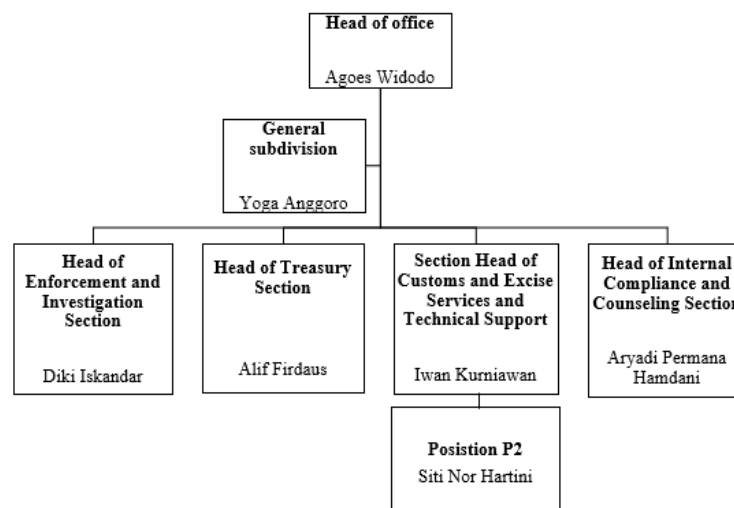 Head of office
Agoes Widodo
General
subdivision
Yoga Anggoro
Head of
Enforcement and
Investigation
Section
Diki Iskandar
Head of Treasury
Section
Alif Firdaus
Section Head of
Customs and Excise
Services and
Technical Support
Iwan Kurniawan
Head of Internal
Compliance and
Counseling Section
Aryadi Permana
Hamdani
Posistion P2
Siti Nor Hartini